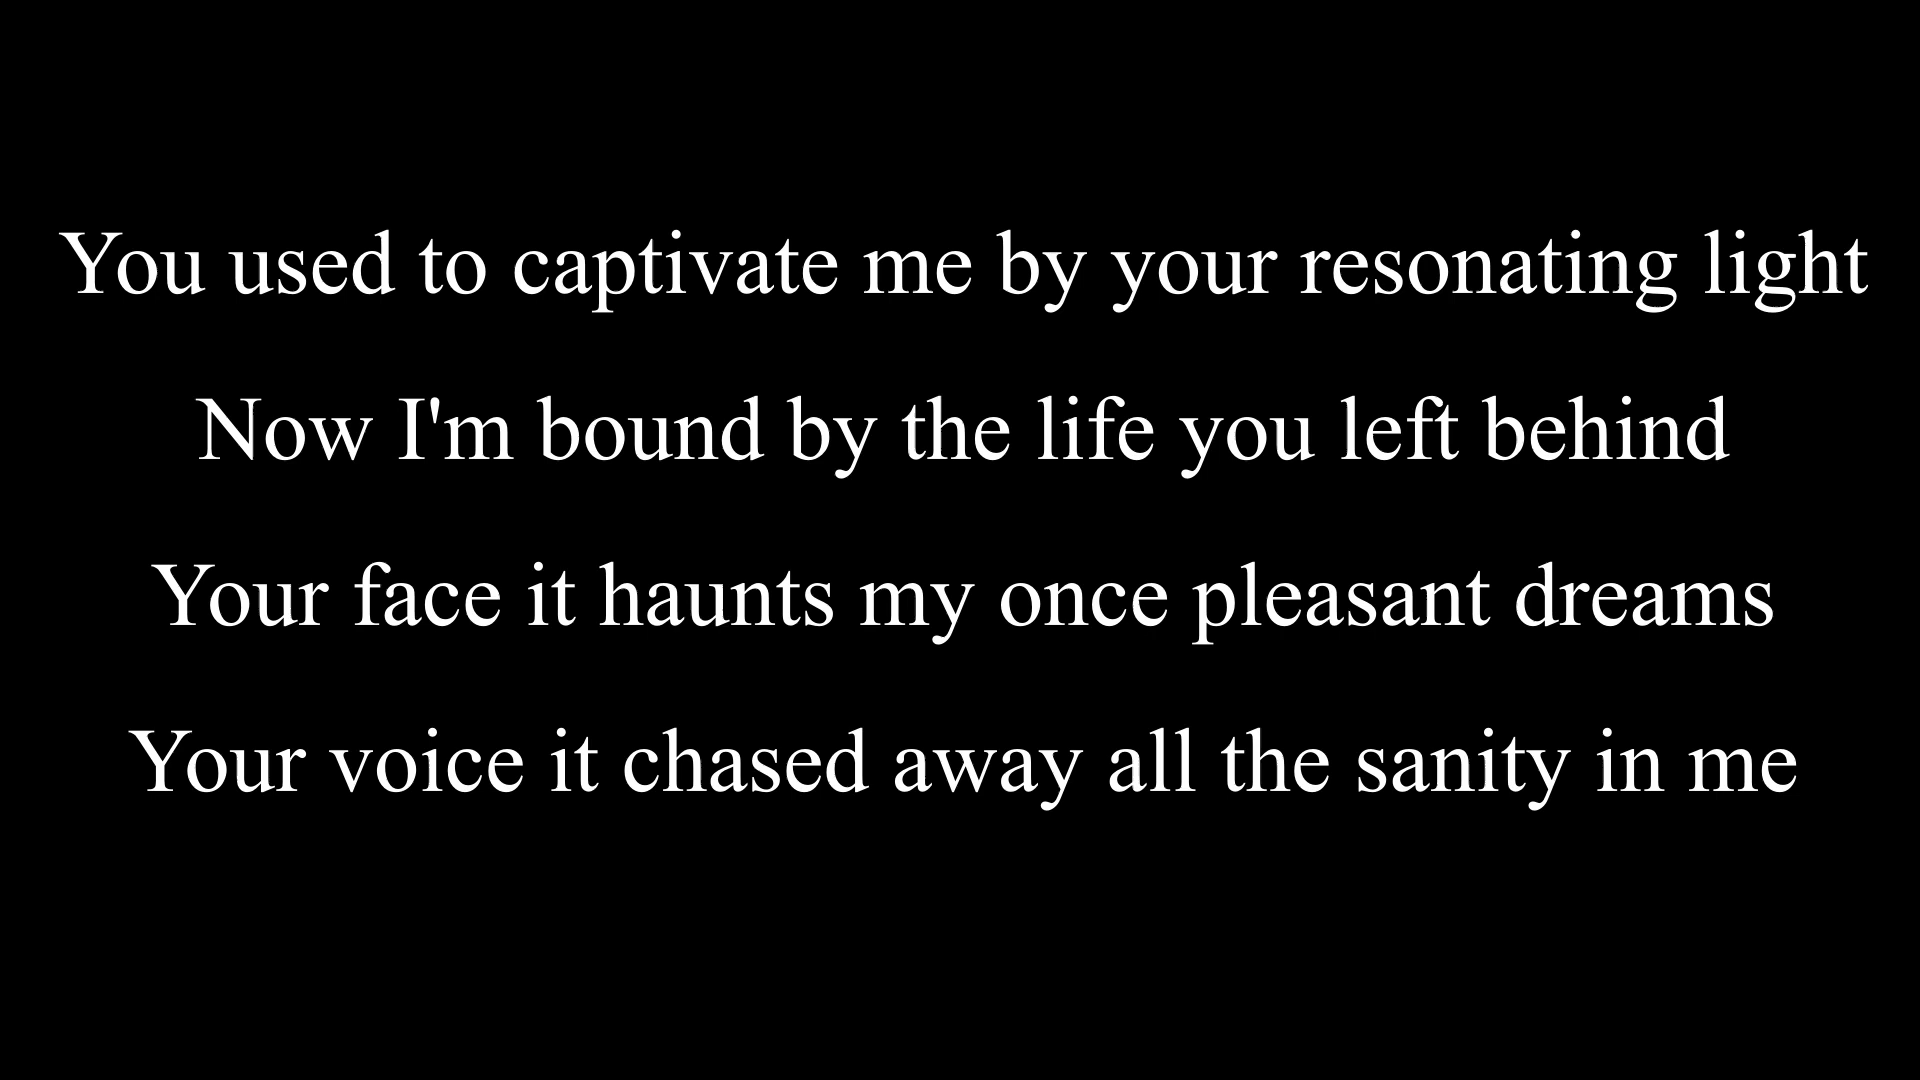 You used to captivate me by your resonating light
Now I'm bound by the life you left behind
Your face it haunts my once pleasant dreams
Your voice it chased away all the sanity in me